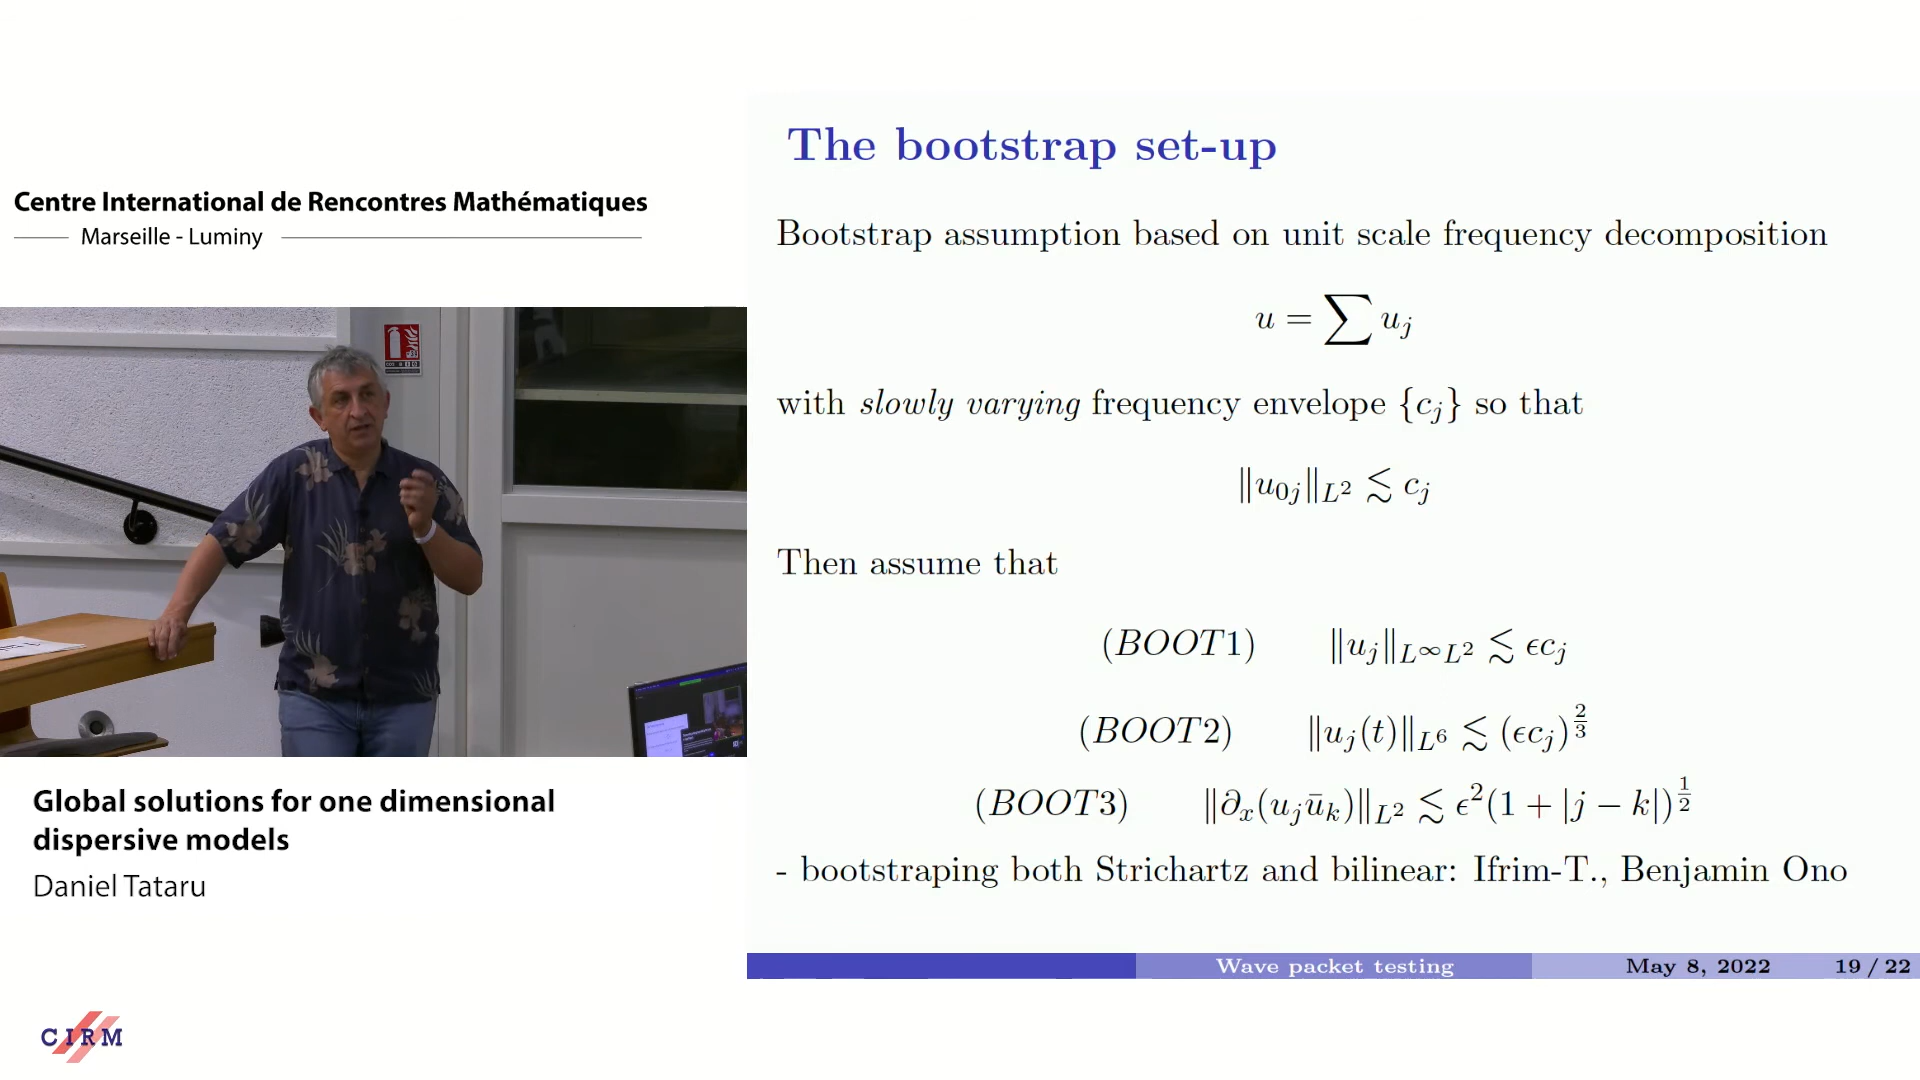 Centre International de Rencontres Mathématiques
Marseille - Luminy
Global solutions for one dimensional
dispersive models
Daniel Tataru
CIRM
The bootstrap set-up
Bootstrap assumption based on unit scale frequency decomposition
u = ∑ u_j
with slowly varying frequency envelope {c_j} so that
‖u_{0j}‖_{L^2} ≲ c_j
Then assume that
(BOOT1) ‖u_j‖_{L^∞L^2} ≲ ϵc_j
(BOOT2) ‖u_j(t)‖_{L^6} ≲ (ϵc_j)^{2/3}
(BOOT3) ‖∂_x(u_jū_k)‖_{L^2} ≲ ϵ^2(1 + |j − k|)^{1/2}
- bootstraping both Strichartz and bilinear: Ifrim-T., Benjamin Ono
Wave packet testing May 8, 2022 19 / 22